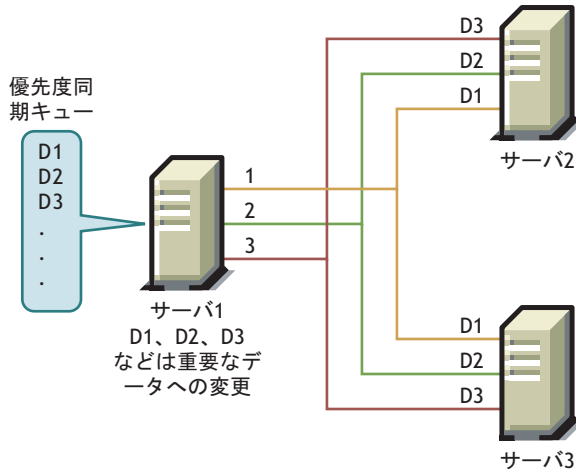 優先度同
期キュー
D1
D2
D3
.
.
.
1
2
3
サーバ1
D1、D2、D3
などは重要なデ
ータへの変更
D3
D2
D1
サーバ2
D1
D2
D3
サーバ3